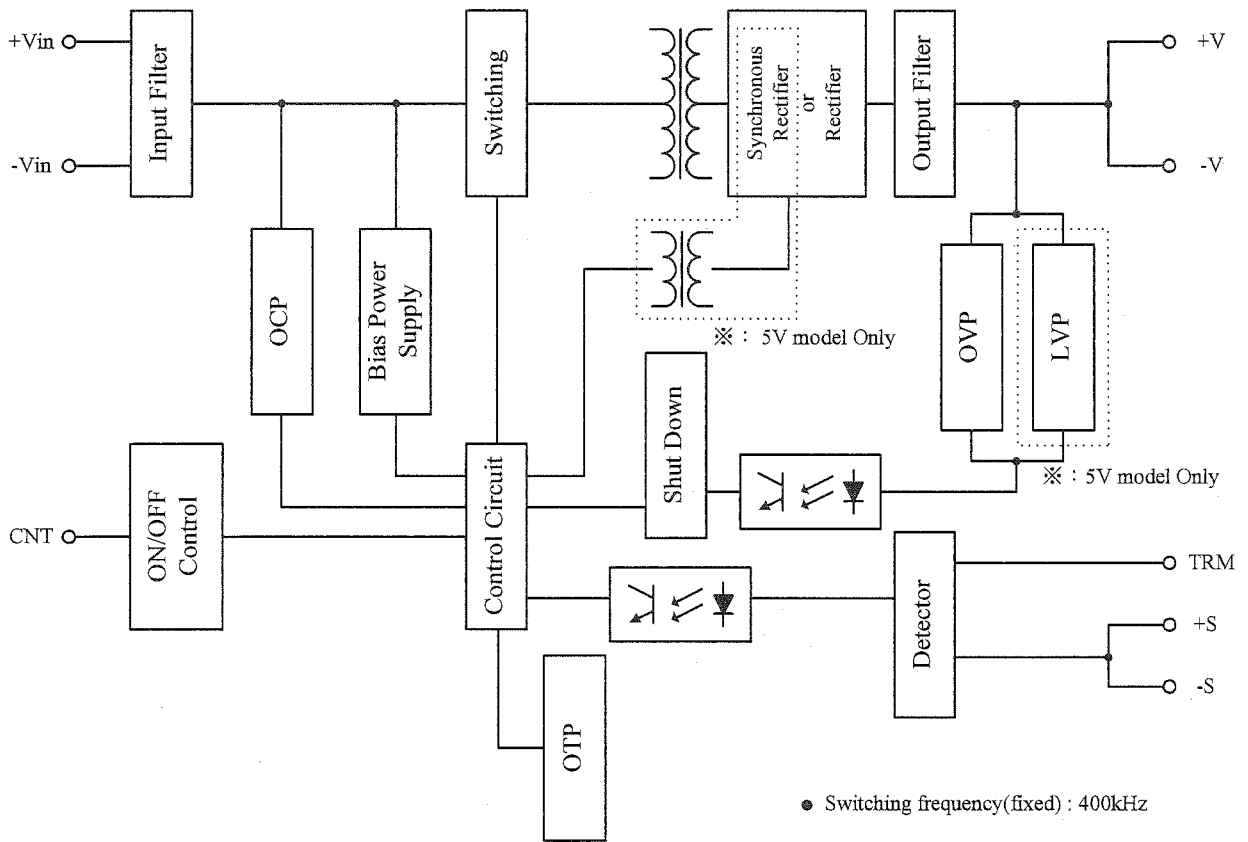 +Vin
-Vin
Input Filter
Switching
Synchronous
Rectifier
or
Rectifier
Output Filter
+V
-V
OCP
Bias Power
Supply
※ : 5V model Only
OVP
LVP
※ : 5V model Only
CNT
ON/OFF
Control
Control Circuit
Shut Down
Detector
TRM
+S
-S
OTP
● Switching frequency(fixed) : 400kHz